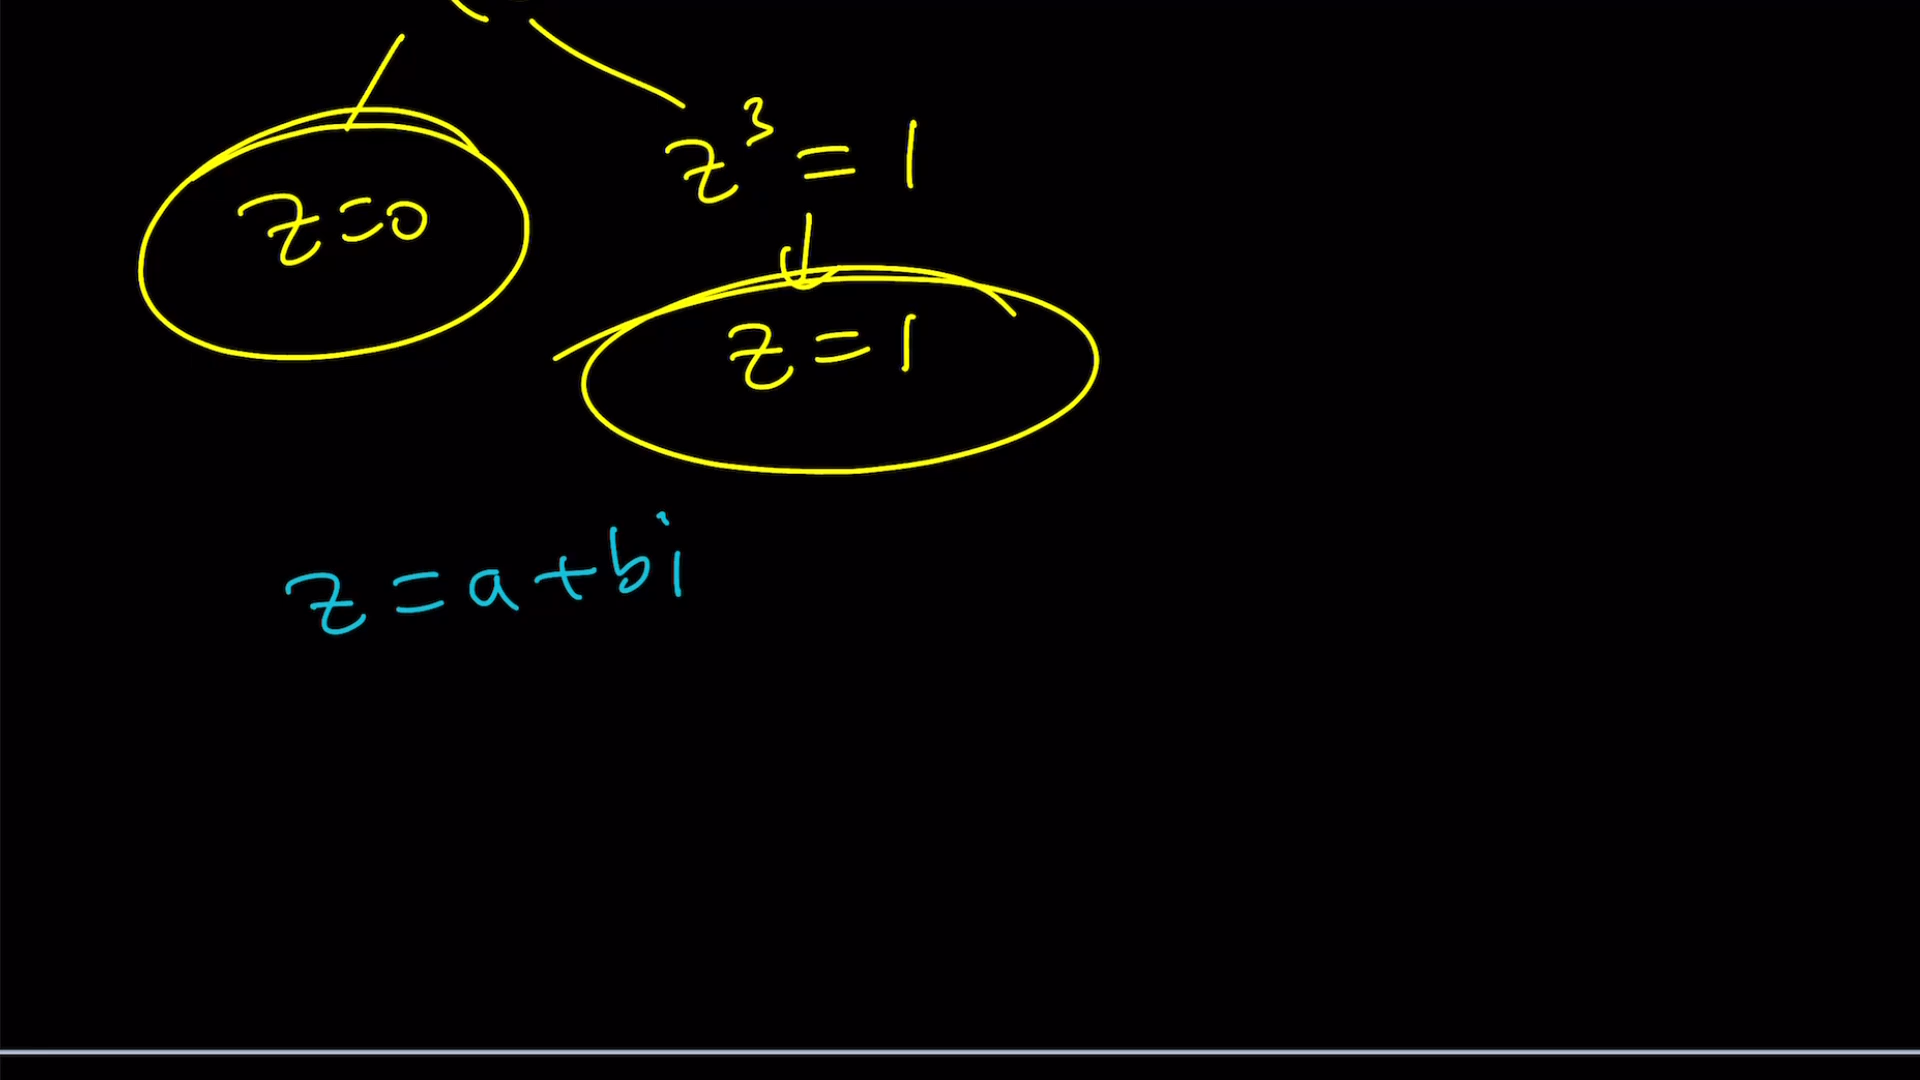 z³ = 1
z=0
z=1
z=a+bi